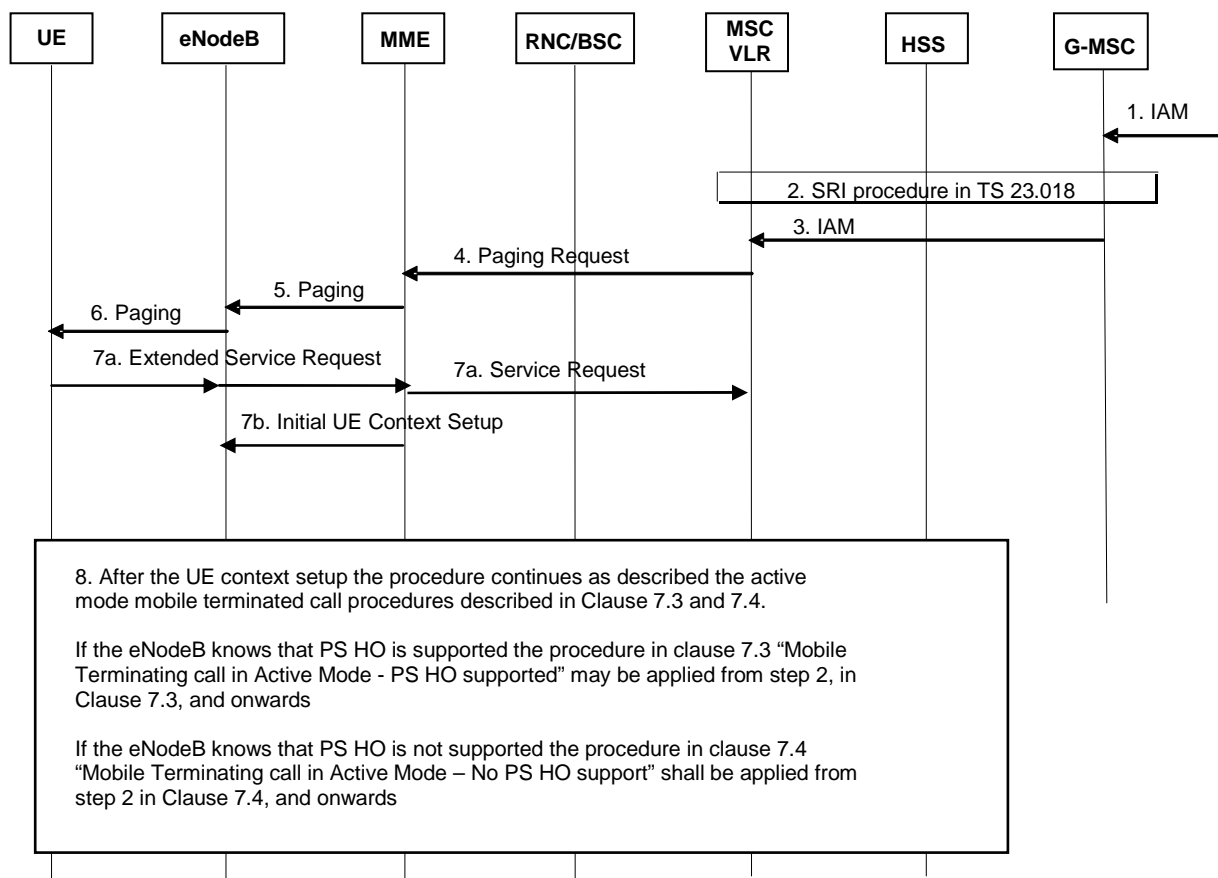 UE
eNodeB
MME
RNC/BSC
MSC
VLR
HSS
G-MSC
1. IAM
2. SRI procedure in TS 23.018
3. IAM
4. Paging Request
5. Paging
6. Paging
7a. Extended Service Request
7a. Service Request
7b. Initial UE Context Setup
8. After the UE context setup the procedure continues as described the active
mode mobile terminated call procedures described in Clause 7.3 and 7.4.
If the eNodeB knows that PS HO is supported the procedure in clause 7.3 “Mobile
Terminating call in Active Mode - PS HO supported” may be applied from step 2, in
Clause 7.3, and onwards
If the eNodeB knows that PS HO is not supported the procedure in clause 7.4
“Mobile Terminating call in Active Mode – No PS HO support” shall be applied from
step 2 in Clause 7.4, and onwards